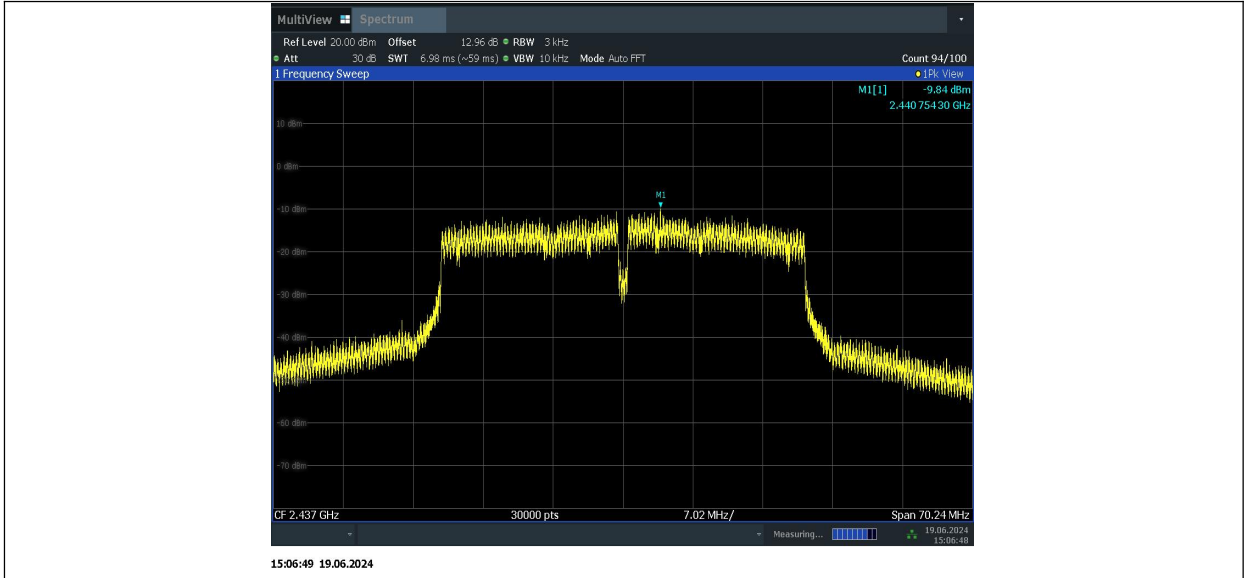 MultiView Spectrum
Ref Level 20.00 dBm Offset 12.96 dB RBW 3 kHz
Att 30 dB SWT 6.98 ms (~59 ms) VBW 10 kHz Mode Auto FFT Count 94/100
1 Frequency Sweep 1Pk View
M1[1] -9.84 dBm
2.440 754 30 GHz
10 dBm
0 dBm
M1
-10 dBm
-20 dBm
-30 dBm
-40 dBm
-60 dBm
-70 dBm
CF 2.437 GHz 30000 pts 7.02 MHz/ Span 70.24 MHz
Measuring... 19.06.2024
15:06:48
15:06:49 19.06.2024